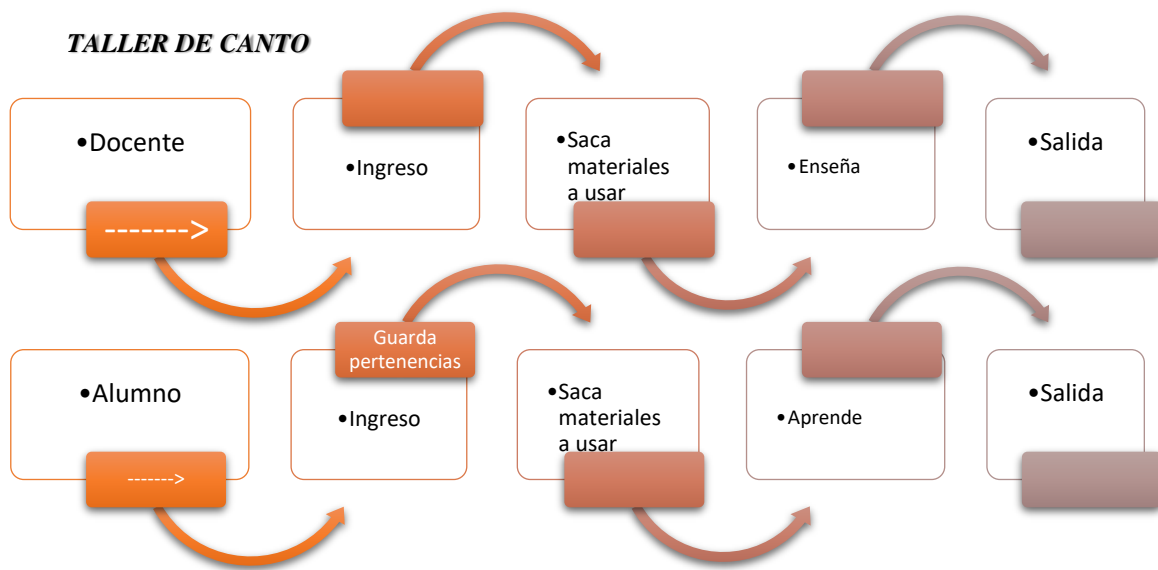 TALLER DE CANTO
•Docente
------->
•Ingreso
•Saca
materiales
a usar
•Enseña
•Salida
•Alumno
------->
Guarda
pertenencias
•Ingreso
•Saca
materiales
a usar
•Aprende
•Salida